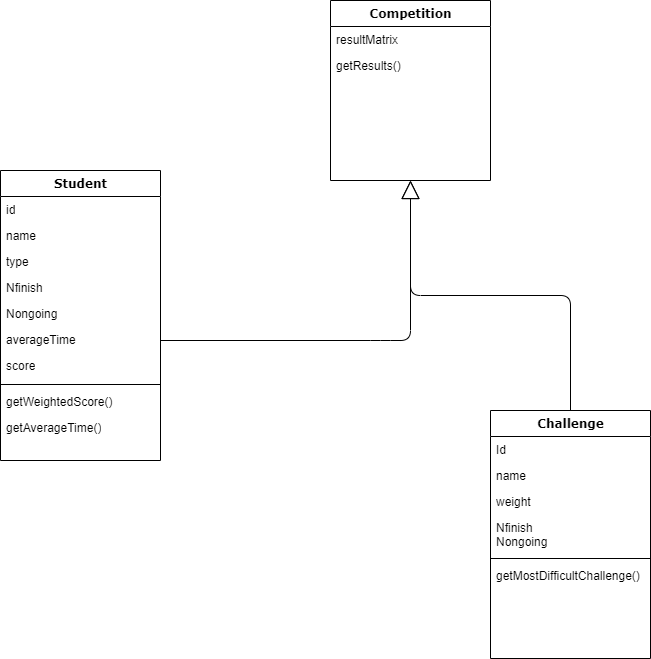 Competition
resultMatrix
getResults()
Student
id
name
type
Nfinish
Nongoing
averageTime
score
getWeightedScore()
getAverageTime()
Challenge
Id
name
weight
Nfinish
Nongoing
getMostDifficultChallenge()